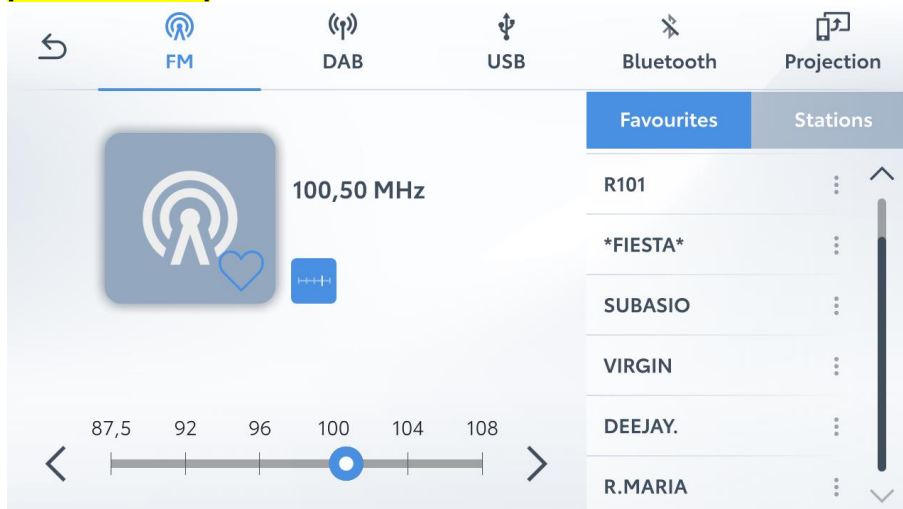 FM DAB USB Bluetooth Projection
Favourites Stations
100,50 MHz
R101
*FIESTA*
SUBASIO
VIRGIN
DEEJAY.
R.MARIA
87,5 92 96 100 104 108